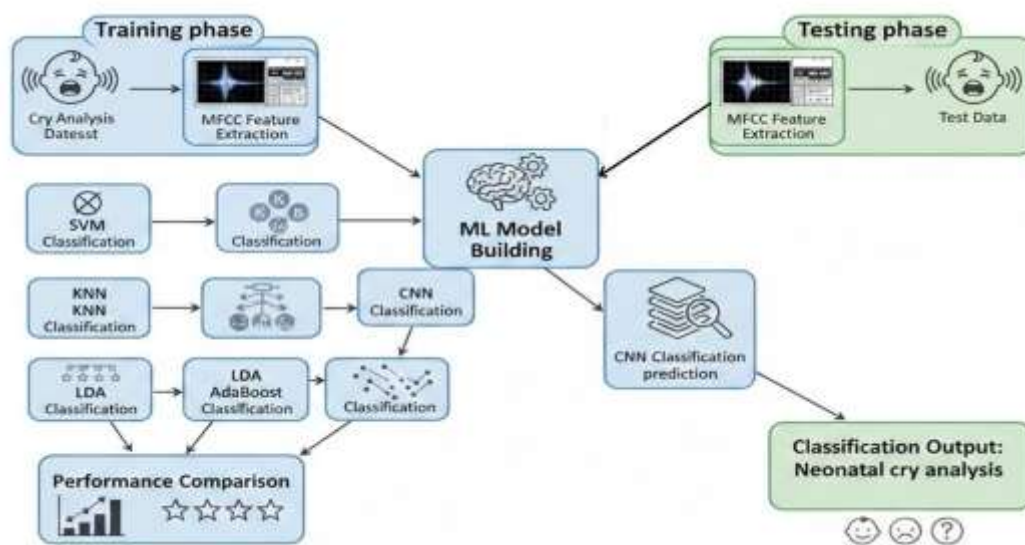 Training phase
Cry Analysis
Datesst
MFCC Feature
Extraction
Testing phase
MFCC Feature
Extraction
Test Data
ML Model
Building
SVM
Classification
K
K
Classification
KNN
KNN
Classification
CNN
Classification
LDA
Classification
LDA
AdaBoost
Classification
Classification
CNN Classification
prediction
Performance Comparison
Classification Output:
Neonatal cry analysis
?